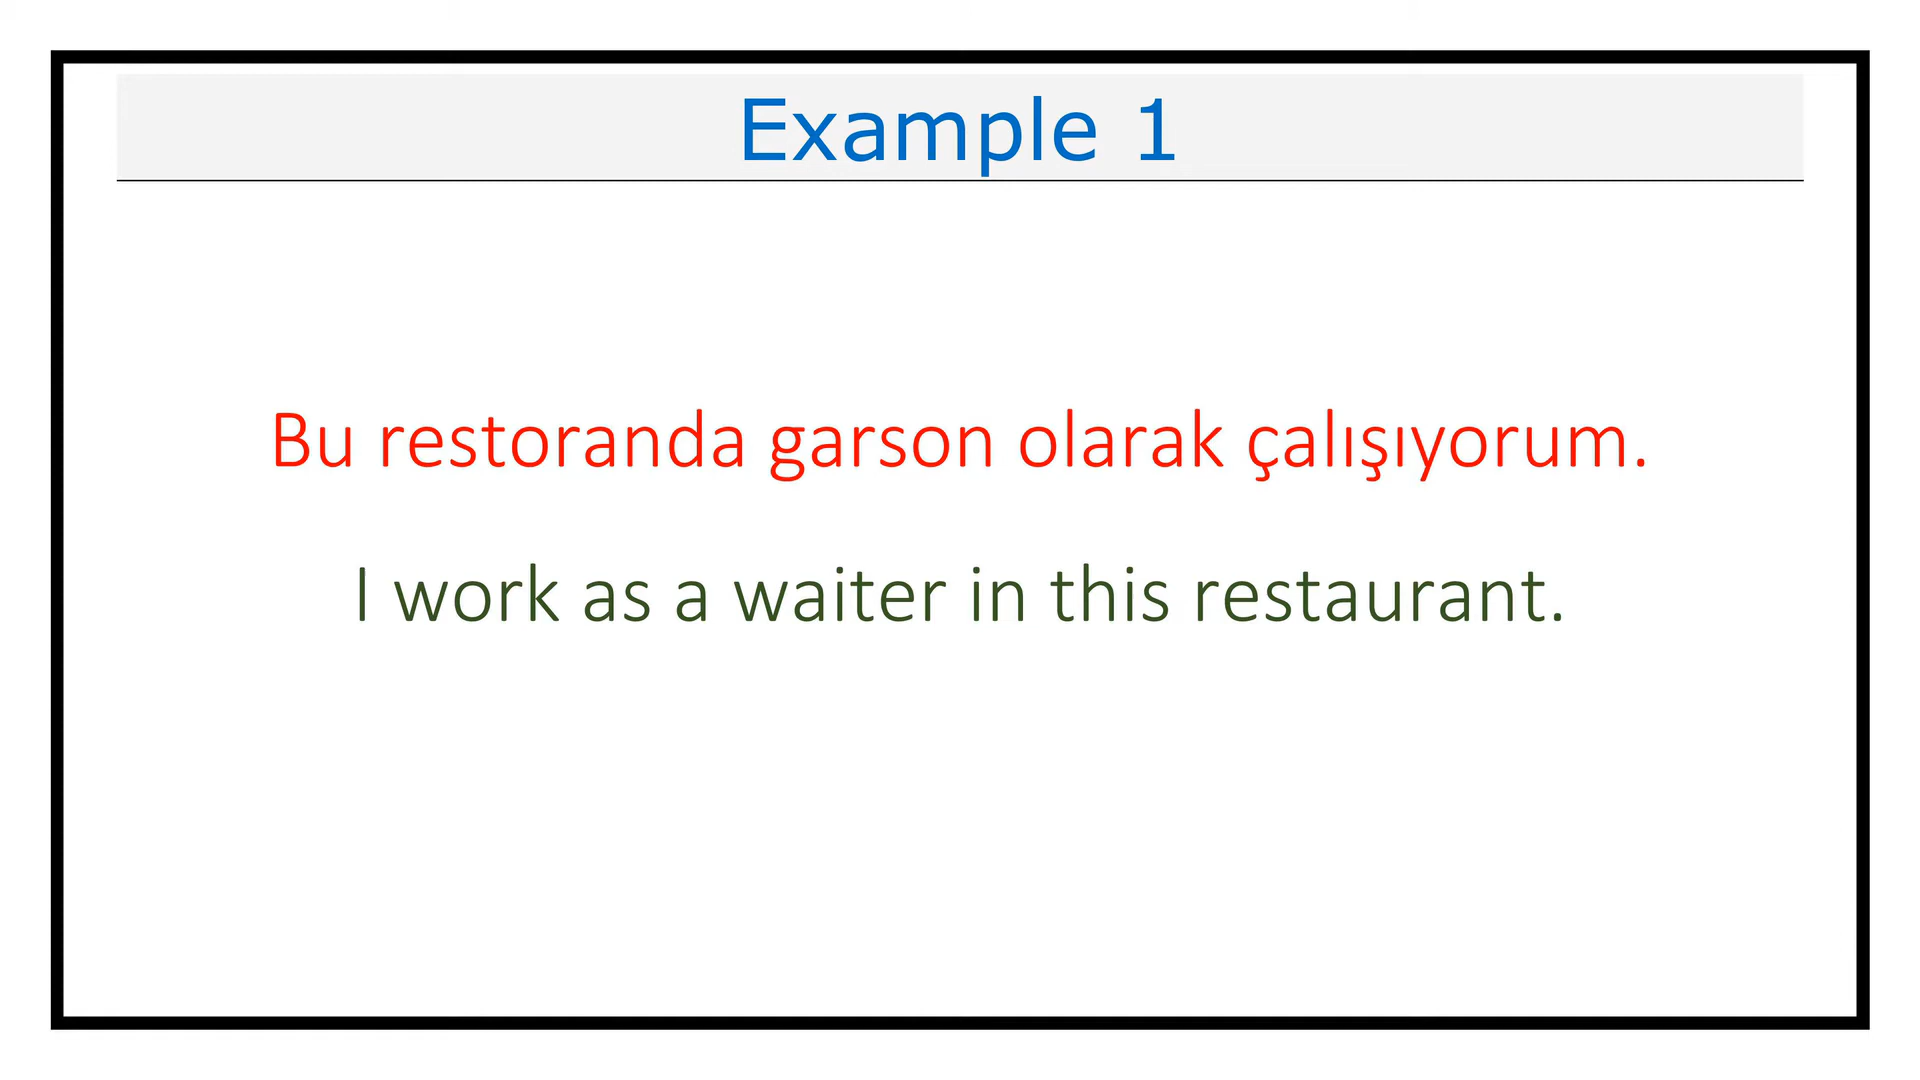 Example 1
Bu restoranda garson olarak çalışıyorum.
I work as a waiter in this restaurant.